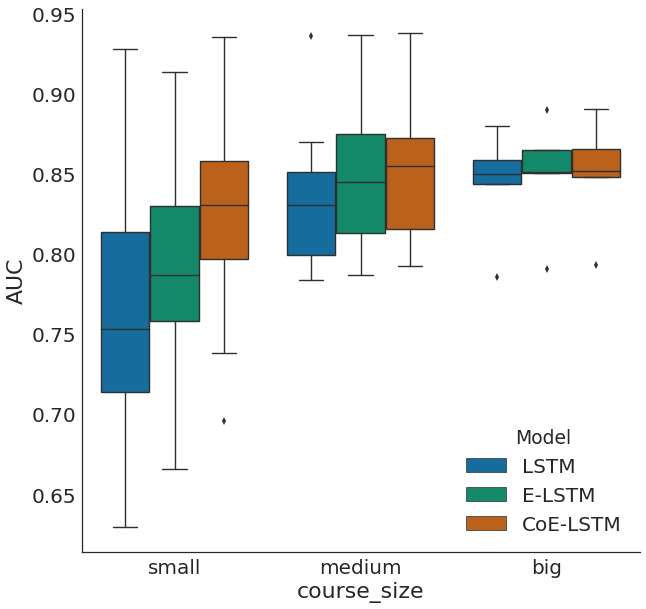 0.95
0.90
0.85
0.80
0.75
0.70
0.65
AUC
small
medium
big
course_size
Model
LSTM
E-LSTM
CoE-LSTM